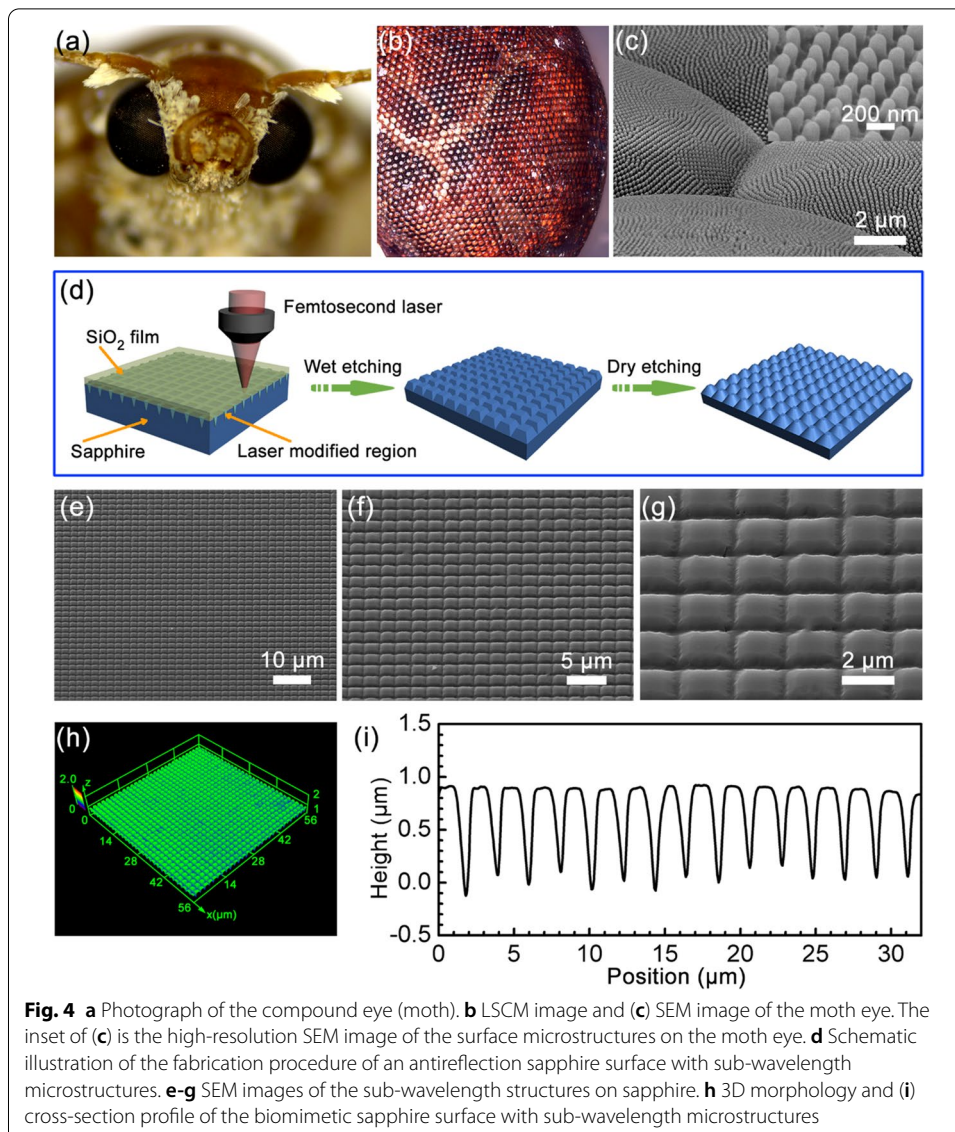 (a)
(b)
(c)
200 nm
2 μm
(d)
Femtosecond laser
SiO₂ film
Wet etching
Dry etching
Sapphire
Laser modified region
(e)
(f)
(g)
10 μm
5 μm
2 μm
(h)
2.0
z
0
0
14
28
42
56
x(μm)
14
28
42
56
1
2
(i)
1.5
1.0
0.5
0.0
-0.5
Height (μm)
0 5 10 15 20 25 30
Position (μm)
Fig. 4 a Photograph of the compound eye (moth). b LSCM image and (c) SEM image of the moth eye. The
inset of (c) is the high-resolution SEM image of the surface microstructures on the moth eye. d Schematic
illustration of the fabrication procedure of an antireflection sapphire surface with sub-wavelength
microstructures. e-g SEM images of the sub-wavelength structures on sapphire. h 3D morphology and (i)
cross-section profile of the biomimetic sapphire surface with sub-wavelength microstructures